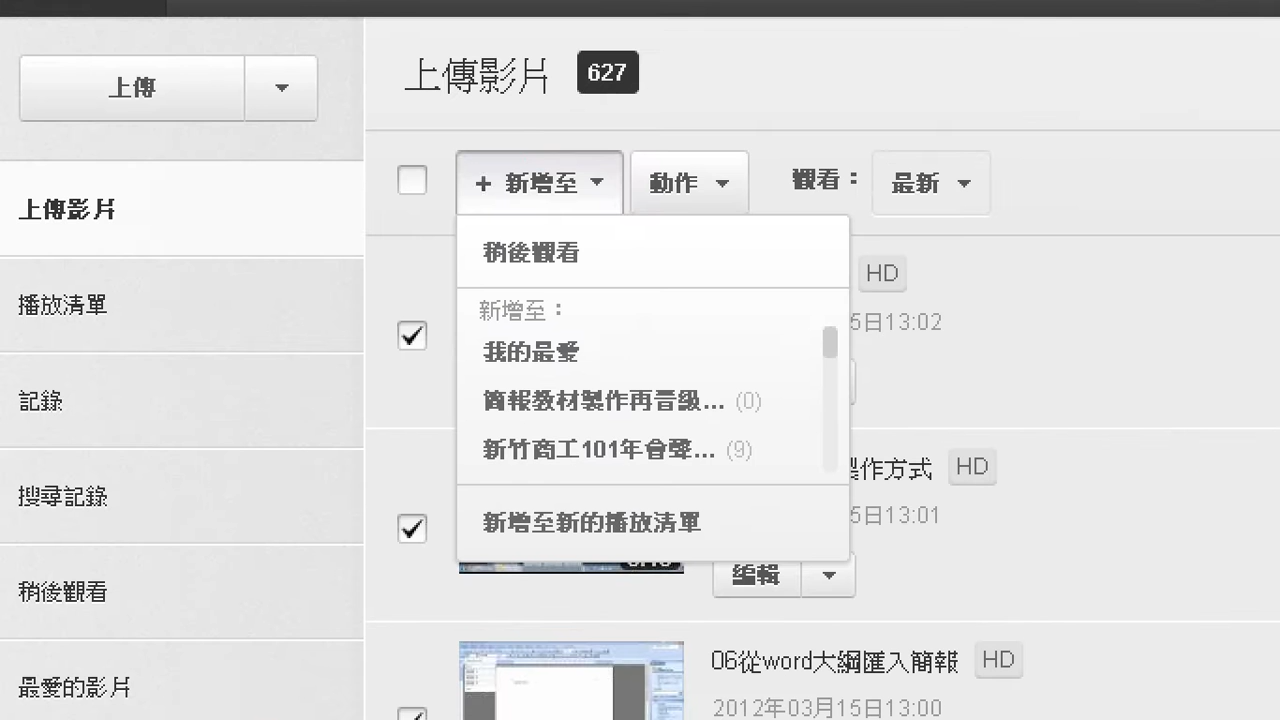 上傳
上傳影片
播放清單
記錄
搜尋記錄
稍後觀看
最愛的影片
上傳影片 627
+ 新增至 動作 觀看： 最新
稍後觀看
新增至：
我的最愛
簡報教材製作再晉級... (0)
新竹商工101年會聲... (9)
新增至新的播放清單
HD
5日13:02
製作方式 HD
5日13:01
編輯
06從word大綱匯入簡報 HD
2012年03月15日13:00